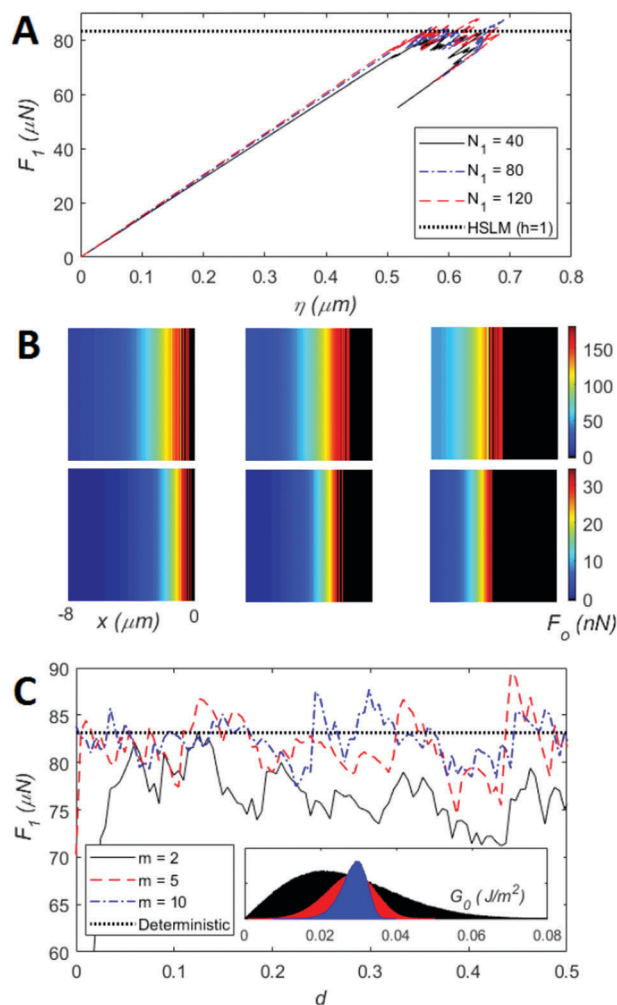 A
80
60
40
20
0
F1 (μN)
N1 = 40
N1 = 80
N1 = 120
HSLM (h=1)
0 0.1 0.2 0.3 0.4 0.5 0.6 0.7 0.8
η (μm)
B
150
100
50
0
30
20
10
0
-8 x (μm) 0
Fo (nN)
C
90
85
80
75
70
65
60
F1 (μN)
m = 2
m = 5
m = 10
Deterministic
G0 (J/m²)
0 0.02 0.04 0.06 0.08
0 0.1 0.2 0.3 0.4 0.5
d